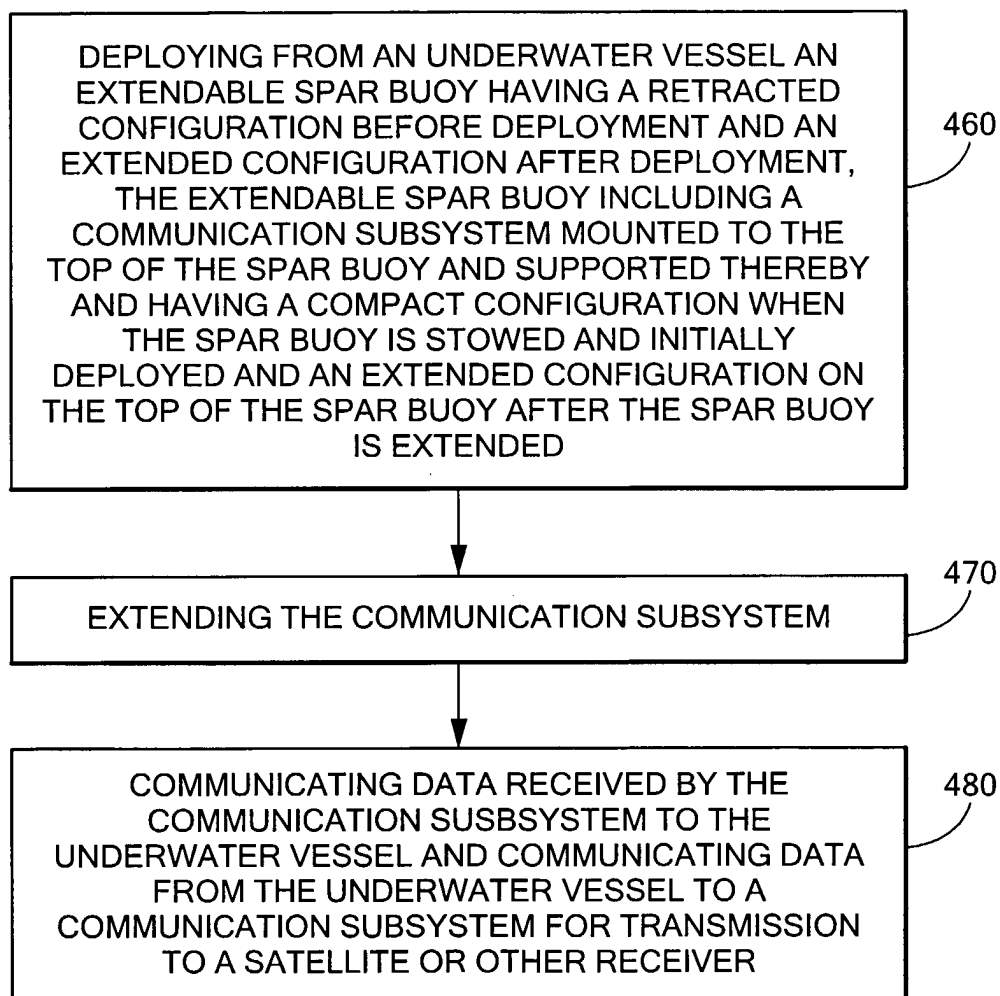 DEPLOYING FROM AN UNDERWATER VESSEL AN
EXTENDABLE SPAR BUOY HAVING A RETRACTED
CONFIGURATION BEFORE DEPLOYMENT AND AN
EXTENDED CONFIGURATION AFTER DEPLOYMENT,
THE EXTENDABLE SPAR BUOY INCLUDING A
COMMUNICATION SUBSYSTEM MOUNTED TO THE
TOP OF THE SPAR BUOY AND SUPPORTED THEREBY
AND HAVING A COMPACT CONFIGURATION WHEN
THE SPAR BUOY IS STOWED AND INITIALLY
DEPLOYED AND AN EXTENDED CONFIGURATION ON
THE TOP OF THE SPAR BUOY AFTER THE SPAR BUOY
IS EXTENDED
460
EXTENDING THE COMMUNICATION SUBSYSTEM
470
COMMUNICATING DATA RECEIVED BY THE
COMMUNICATION SUSBSYSTEM TO THE
UNDERWATER VESSEL AND COMMUNICATING DATA
FROM THE UNDERWATER VESSEL TO A
COMMUNICATION SUBSYSTEM FOR TRANSMISSION
TO A SATELLITE OR OTHER RECEIVER
480